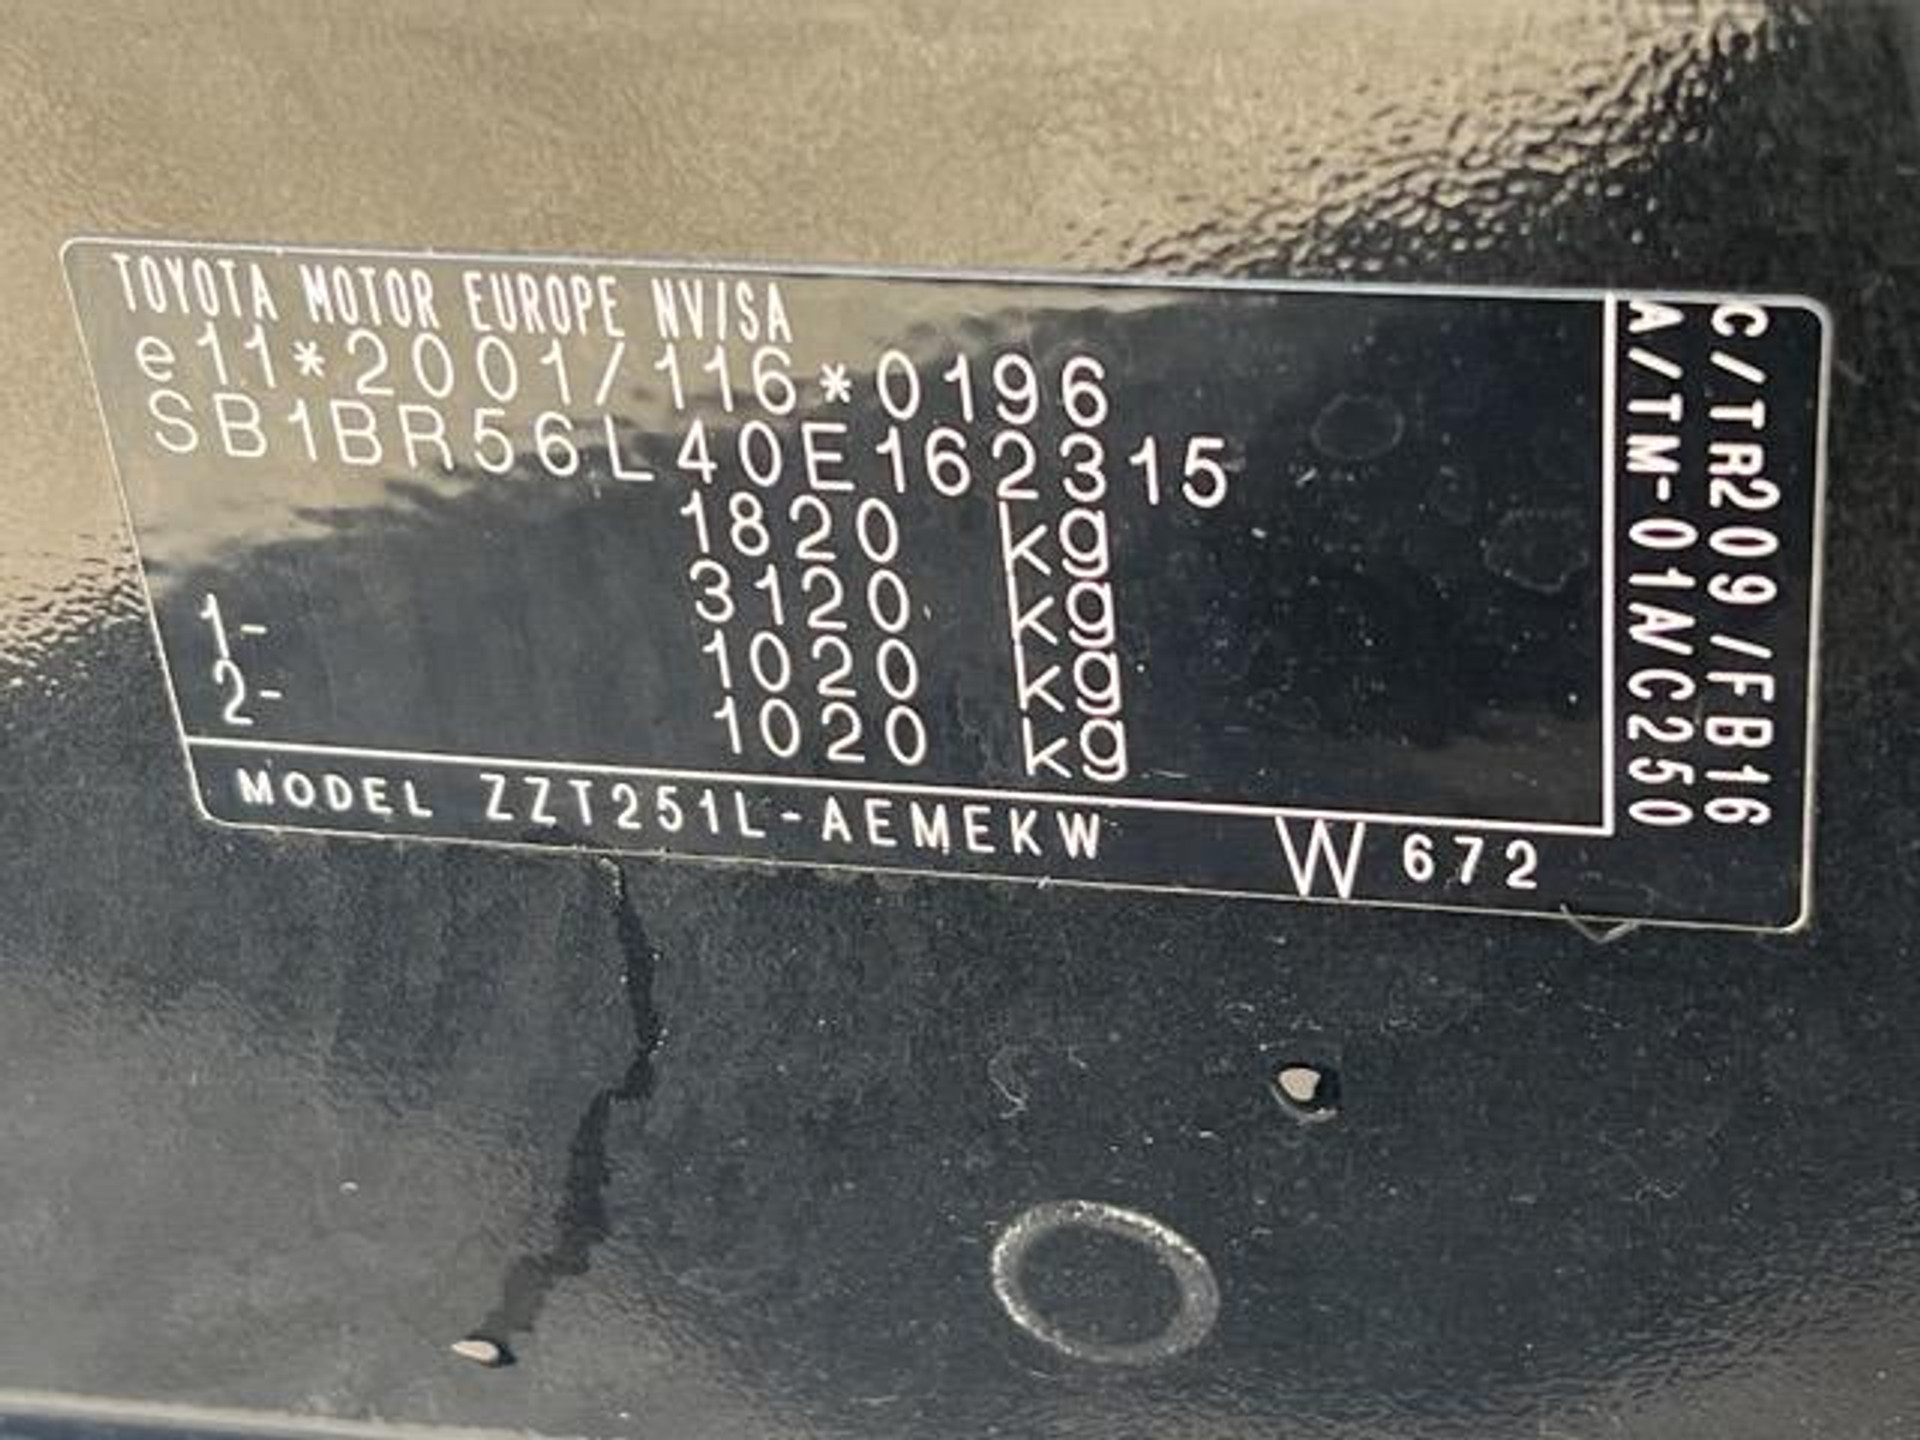 TOYOTA MOTOR EUROPE NV/SA
e11*2001/116*0196
SB1BR56L40E162315
1820 kg
3120 kg
1- 1020 kg
2- 1020 kg
MODEL ZZT251L-AEMEKW W 672
C/TR209/FB16
A/TM-01A/C250